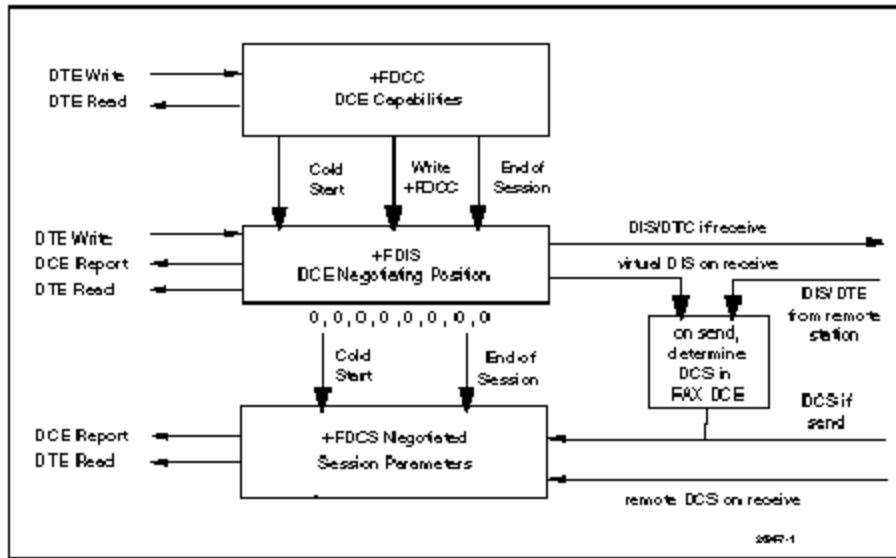 DTE Write
DTE Read
+FDCC
DCE Capabilities
Cold
Start
Write
+FDCC
End of
Session
DTE Write
DCE Report
DTE Read
+FDIS
DCE Negotiating Position
DIS/DTC if receive
virtual DIS on receive
DIS/DTE
from remote
station
0,0,0,0,0,0,0,0
on send,
determine
DCS in
FAX DCE
Cold
Start
End of
Session
DCS if
send
DCE Report
DTE Read
+FDCS Negotiated
Session Parameters
remote DCS on receive